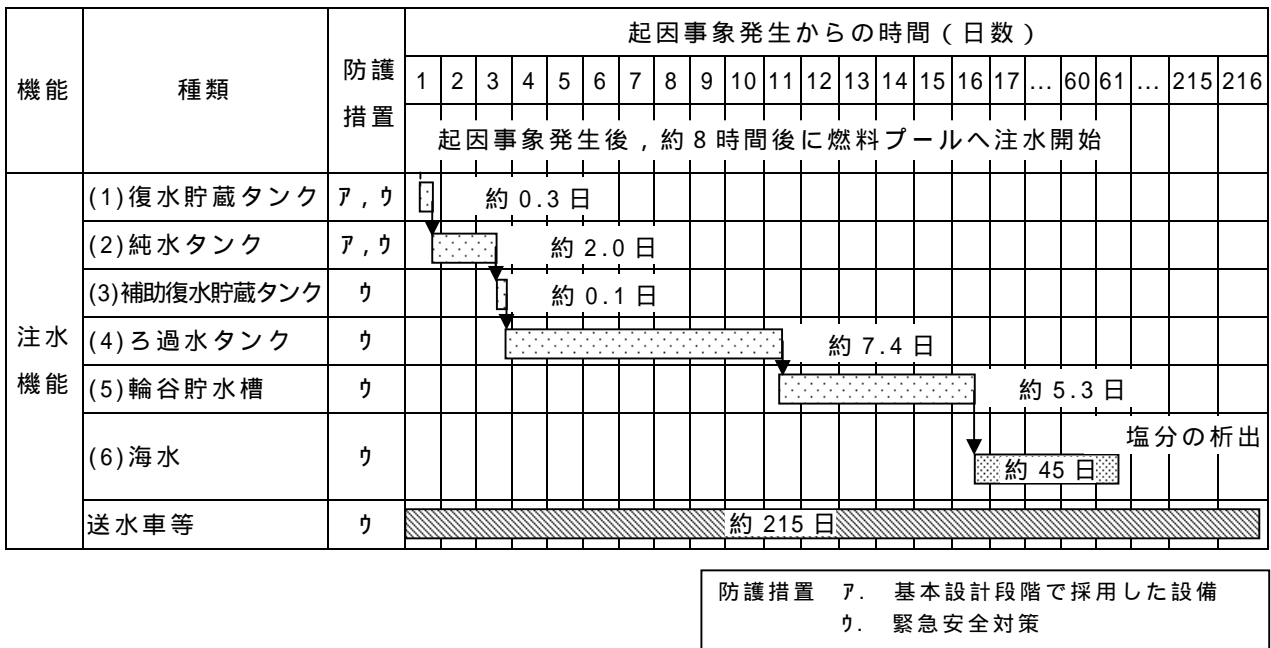 起因事象発生からの時間(日数)
機能 種類 防護措置 1 2 3 4 5 6 7 8 9 10 11 12 13 14 15 16 17 … 60 61 … 215 216
起因事象発生後,約8時間後に燃料プールへ注水開始
注水機能
(1)復水貯蔵タンク ア,ウ 約0.3日
(2)純水タンク ア,ウ 約2.0日
(3)補助復水貯蔵タンク ウ 約0.1日
(4)ろ過水タンク ウ 約7.4日
(5)輪谷貯水槽 ウ 約5.3日
塩分の析出
(6)海水 ウ 約45日
送水車等 ウ 約215日
防護措置 ア. 基本設計段階で採用した設備
ウ. 緊急安全対策